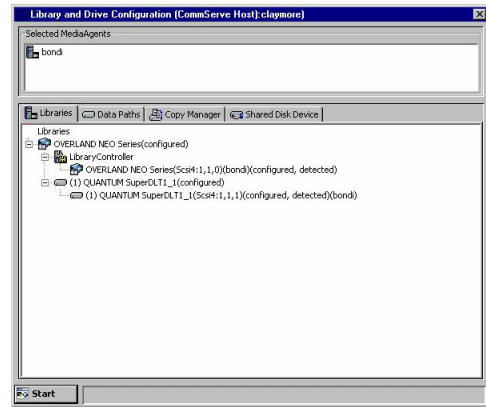 Library and Drive Configuration (CommServe Host):claymore)
Selected MediaAgents
bondi
Libraries Data Paths Copy Manager Shared Disk Device
Libraries
OVERLAND NEO Series(configured)
LibraryController
OVERLAND NEO Series(Scsi4:1,1,0)(bondi)(configured, detected)
(1) QUANTUM SuperDLT1_1(configured)
(1) QUANTUM SuperDLT1_1(Scsi4:1,1,1)(configured, detected)(bondi)
Start